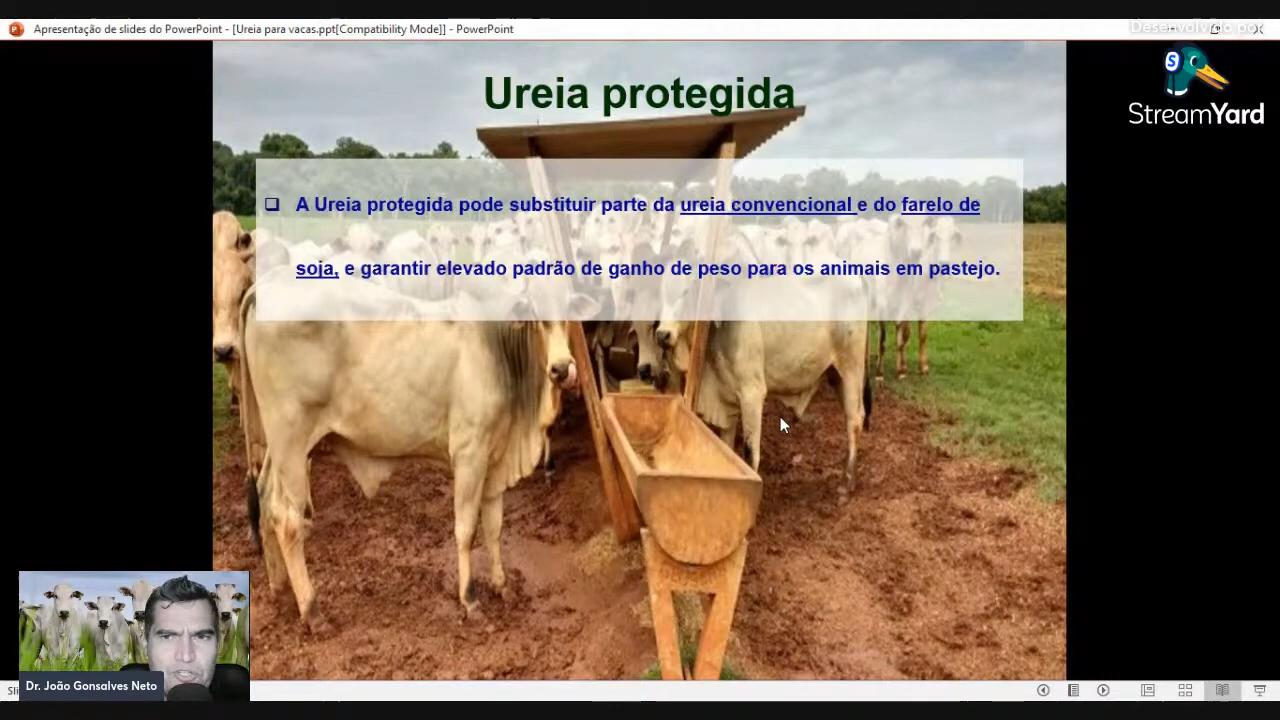 Apresentação de slides do PowerPoint - [Ureia para vacas.ppt[Compatibility Mode]] - PowerPoint
Desenvolvido por
S
StreamYard
Ureia protegida
A Ureia protegida pode substituir parte da ureia convencional e do farelo de
soja, e garantir elevado padrão de ganho de peso para os animais em pastejo.
Dr. João Gonsalves Neto